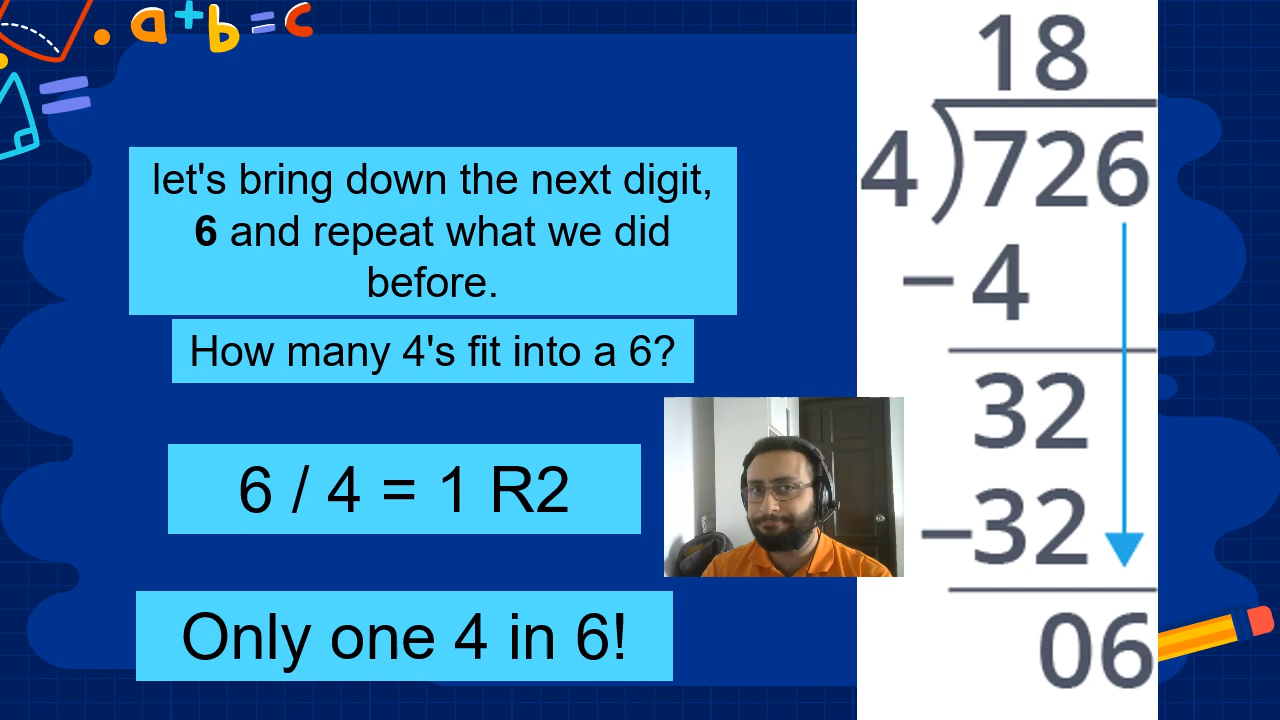 a+b=c
let's bring down the next digit,
6 and repeat what we did
before.
How many 4's fit into a 6?
6 / 4 = 1 R2
Only one 4 in 6!
18
4)726
-4
32
-32
06